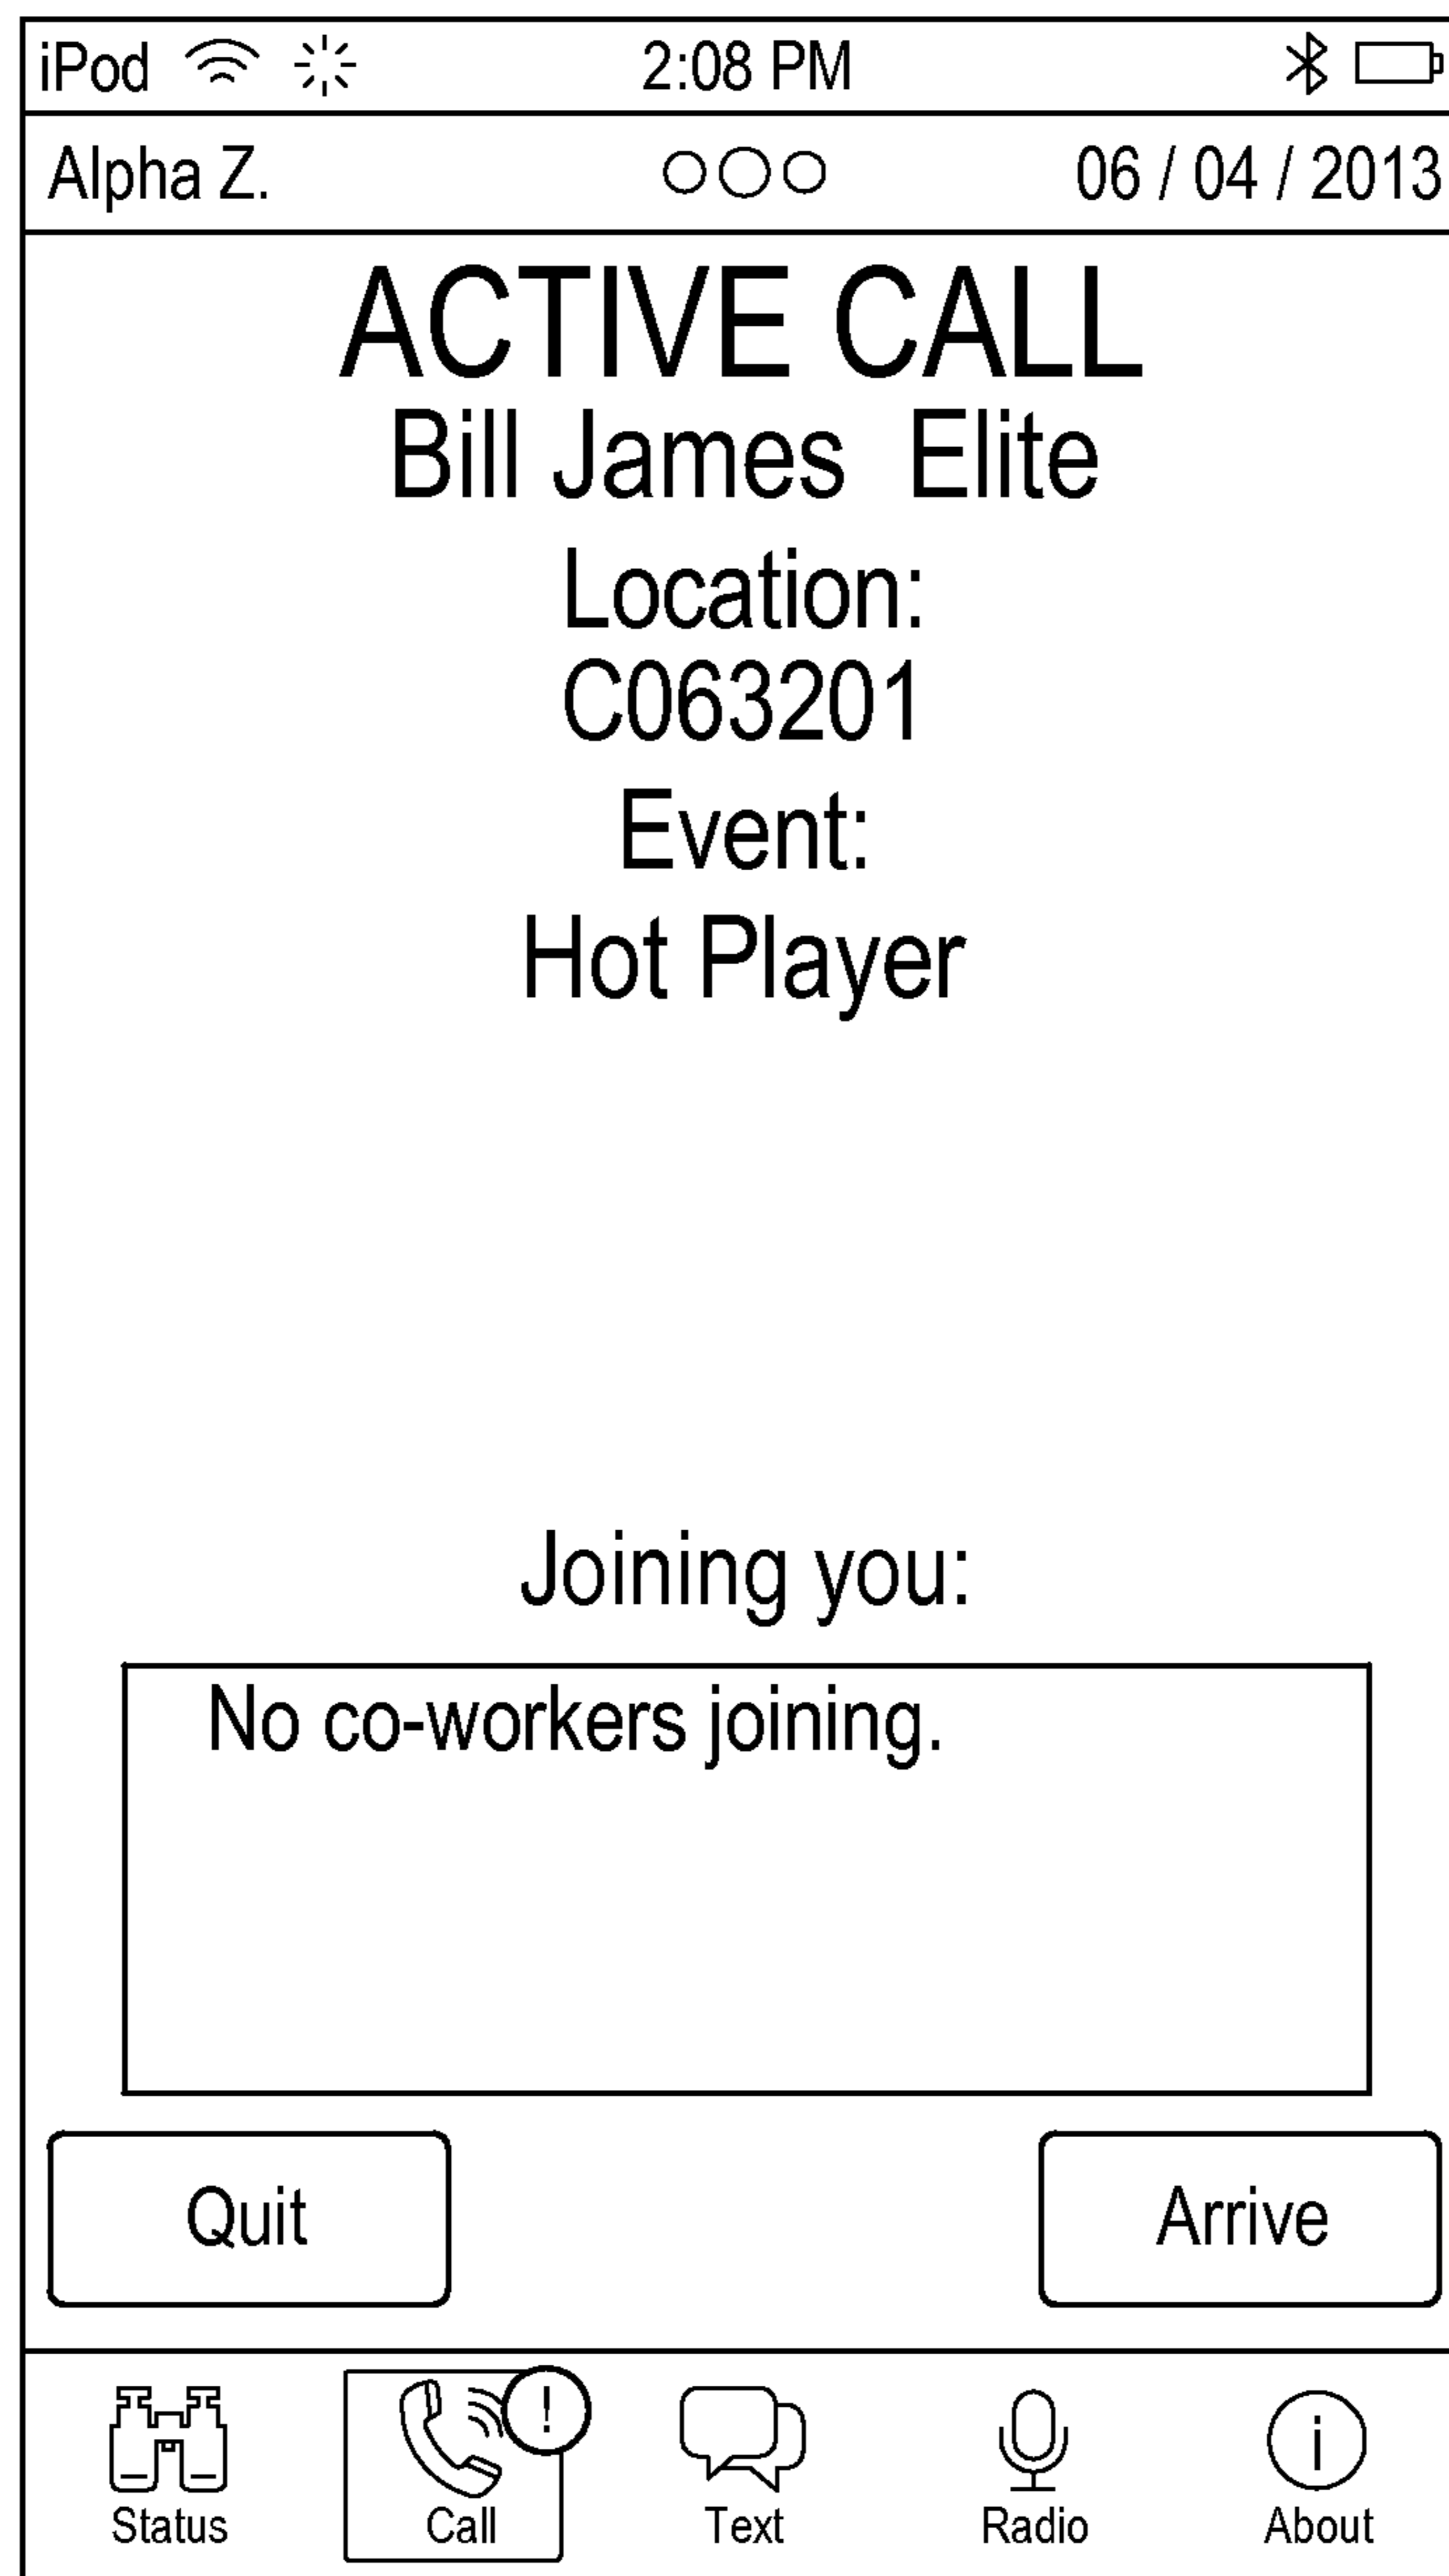 iPod 2:08 PM
Alpha Z. 06 / 04 / 2013
ACTIVE CALL
Bill James Elite
Location:
C063201
Event:
Hot Player
Joining you:
No co-workers joining.
Quit Arrive
!
i
Status Call Text Radio About